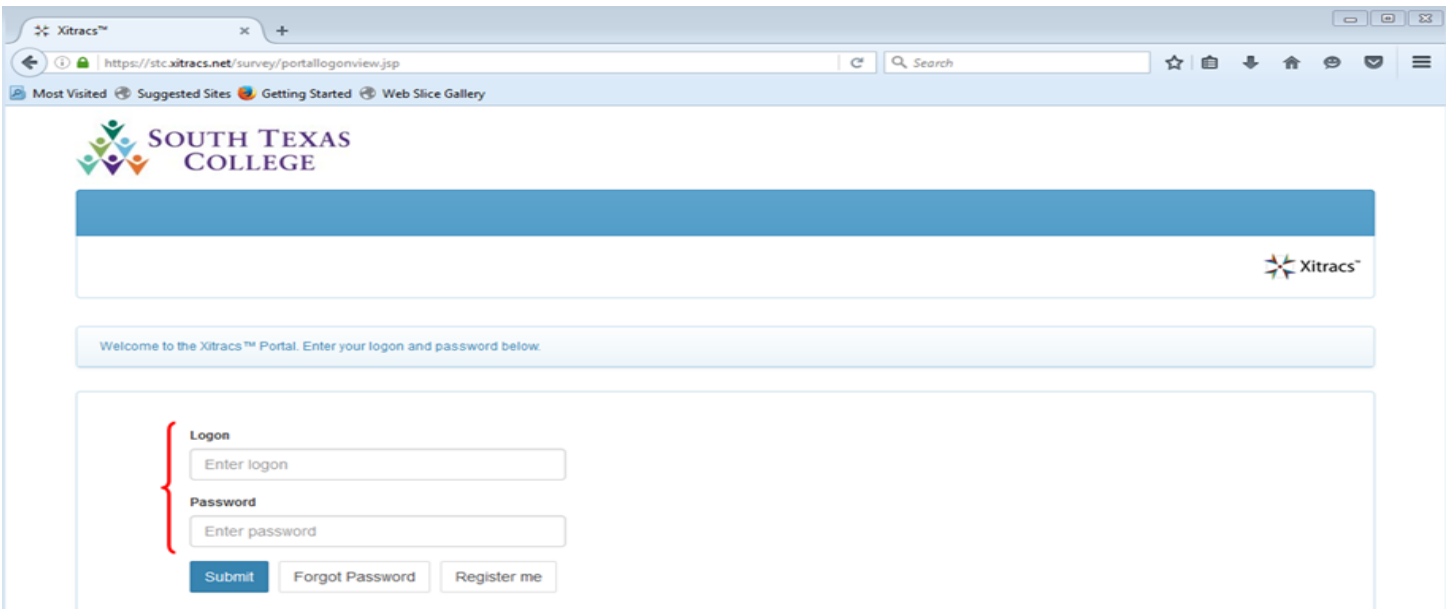 Xitracs™
https://stc.xitracs.net/survey/portallogonview.jsp
Search
Most Visited Suggested Sites Getting Started Web Slice Gallery
SOUTH TEXAS
COLLEGE
Xitracs™
Welcome to the Xitracs™ Portal. Enter your logon and password below.
Logon
Enter logon
Password
Enter password
Submit Forgot Password Register me